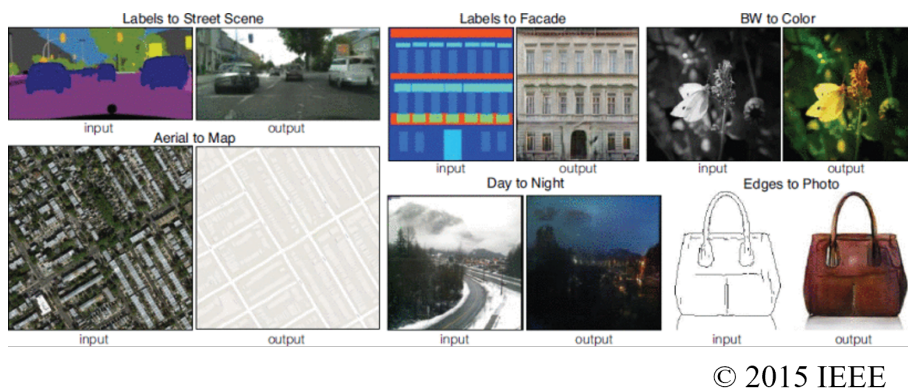 Labels to Street Scene
input
output
Aerial to Map
input
output
Labels to Facade
input
output
BW to Color
input
output
Day to Night
input
output
Edges to Photo
input
output
© 2015 IEEE